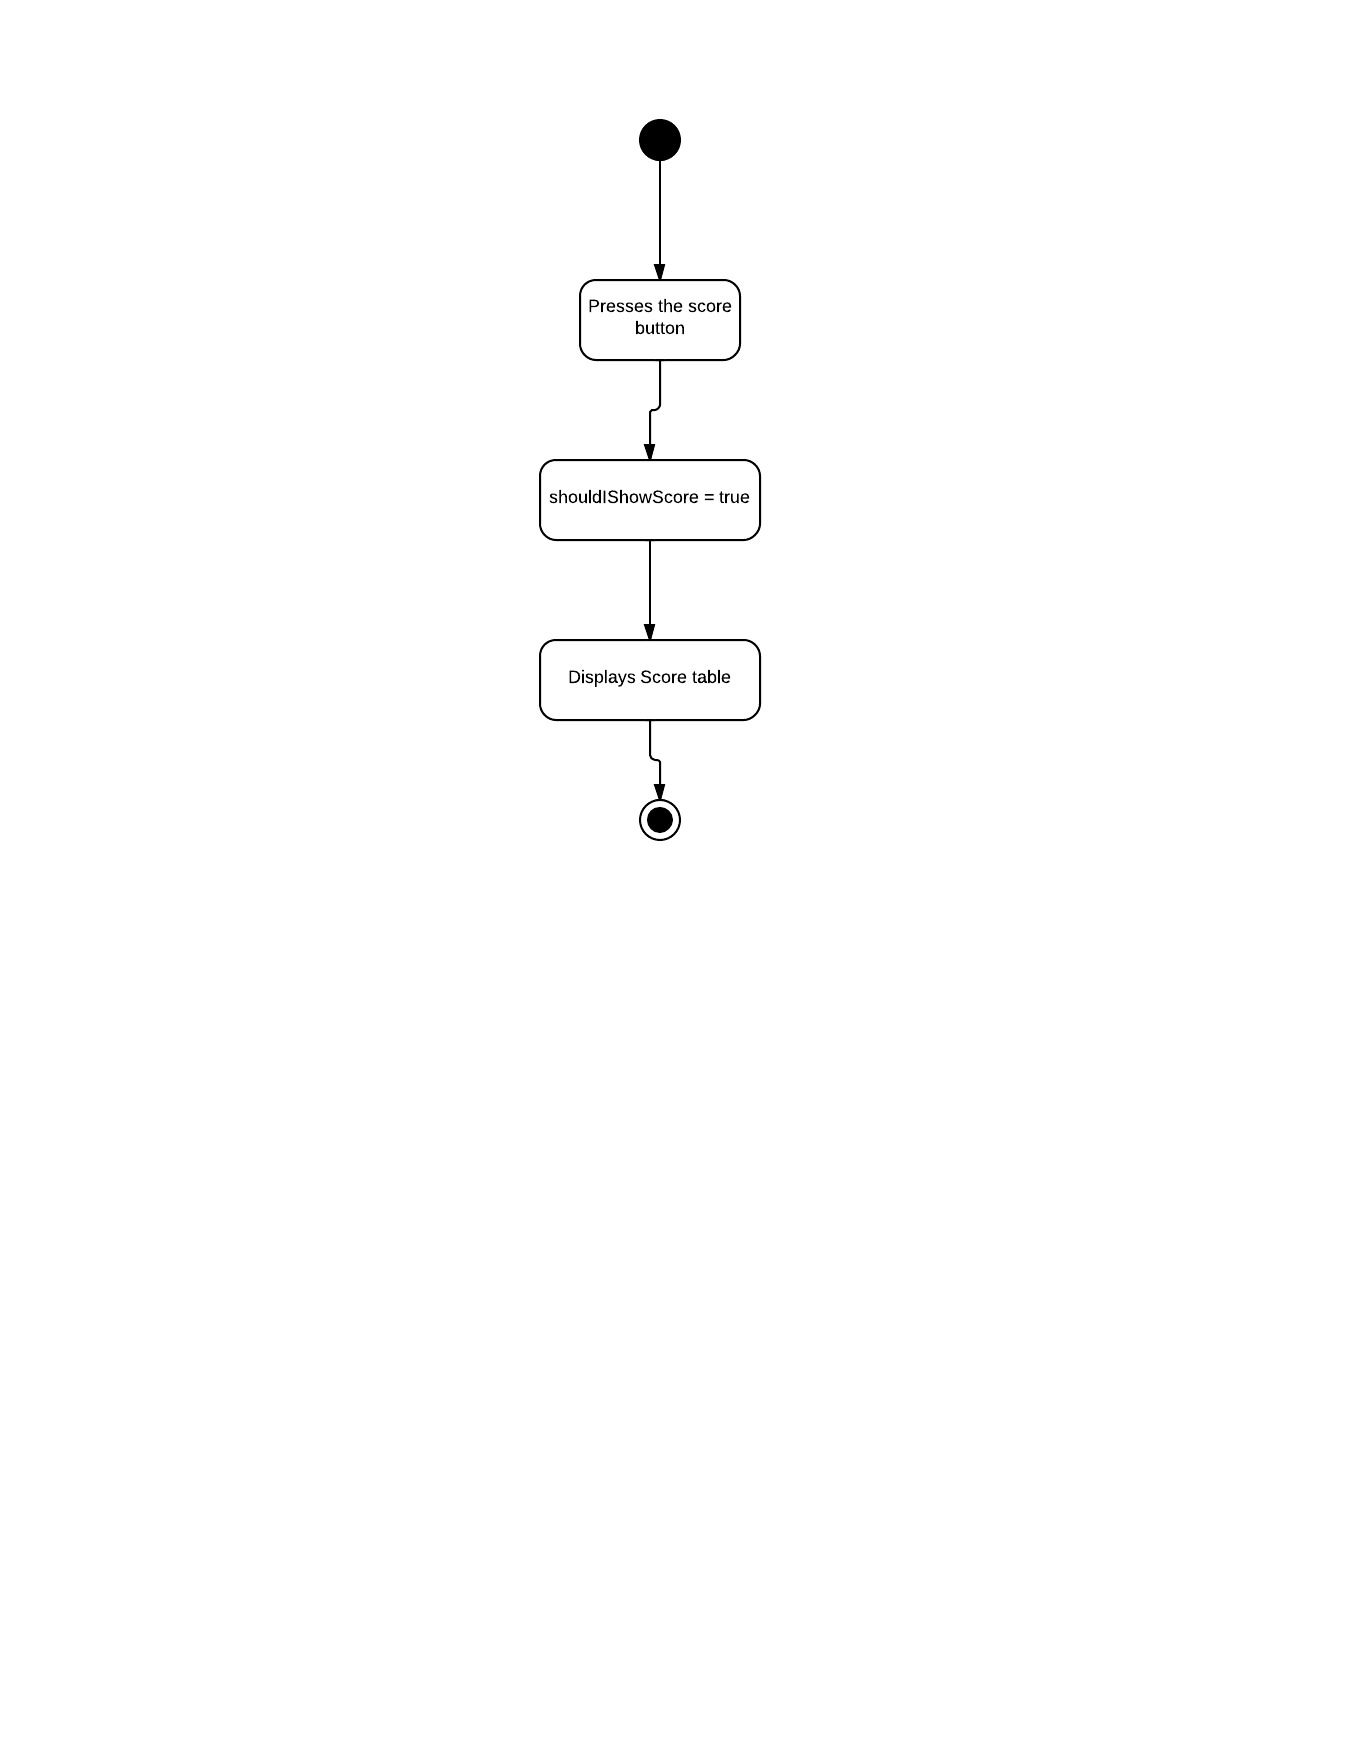 Presses the score
button
shouldIShowScore = true
Displays Score table